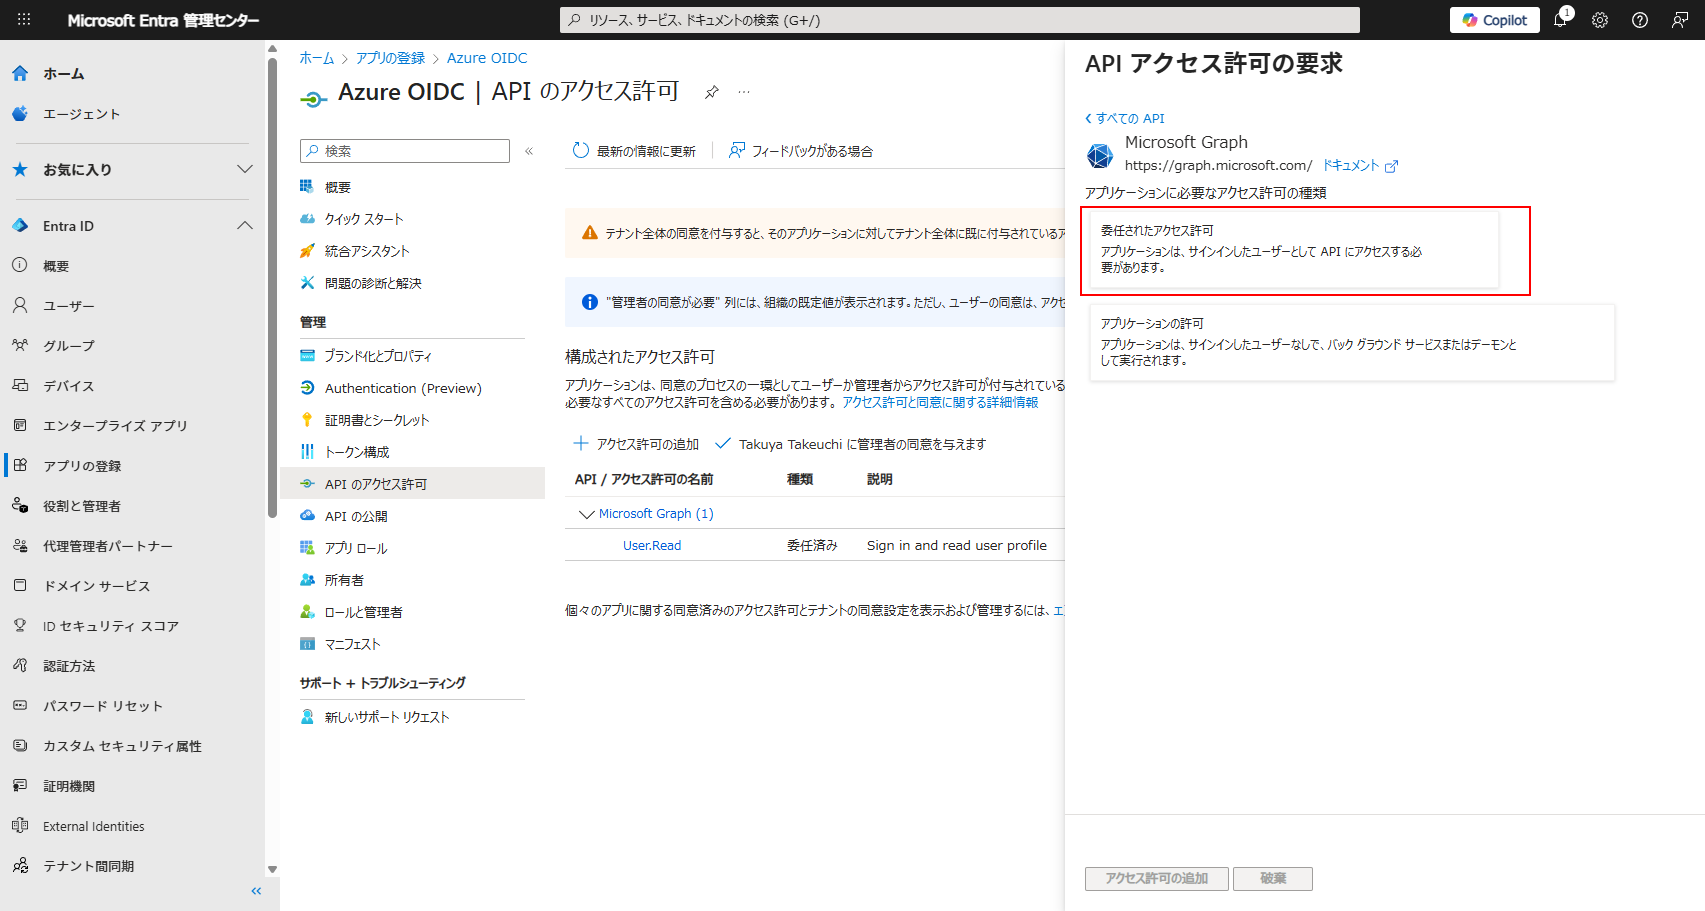 Microsoft Entra 管理センター
リソース、サービス、ドキュメントの検索 (G+/)
Copilot
1
ホーム
エージェント
お気に入り
Entra ID
概要
ユーザー
グループ
デバイス
エンタープライズ アプリ
アプリの登録
役割と管理者
代理管理者パートナー
ドメイン サービス
ID セキュリティ スコア
認証方法
パスワード リセット
カスタム セキュリティ属性
証明機関
External Identities
テナント間同期
ホーム > アプリの登録 > Azure OIDC
Azure OIDC | API のアクセス許可
検索
概要
クイック スタート
統合アシスタント
問題の診断と解決
管理
ブランド化とプロパティ
Authentication (Preview)
証明書とシークレット
トークン構成
API のアクセス許可
API の公開
アプリ ロール
所有者
ロールと管理者
マニフェスト
サポート + トラブルシューティング
新しいサポート リクエスト
最新の情報に更新
フィードバックがある場合
テナント全体の同意を付与すると、そのアプリケーションに対してテナント全体に既に付与されているア
"管理者の同意が必要" 列には、組織の既定値が表示されます。ただし、ユーザーの同意は、アクセ
構成されたアクセス許可
アプリケーションは、同意のプロセスの一環としてユーザーか管理者からアクセス許可が付与されている
必要なすべてのアクセス許可を含める必要があります。 アクセス許可と同意に関する詳細情報
アクセス許可の追加
Takuya Takeuchi に管理者の同意を与えます
API / アクセス許可の名前 種類 説明
Microsoft Graph (1)
User.Read 委任済み Sign in and read user profile
個々のアプリに関する同意済みのアクセス許可とテナントの同意設定を表示および管理するには、エ
API アクセス許可の要求
すべての API
Microsoft Graph
https://graph.microsoft.com/ ドキュメント
アプリケーションに必要なアクセス許可の種類
委任されたアクセス許可
アプリケーションは、サインインしたユーザーとして API にアクセスする必
要があります。
アプリケーションの許可
アプリケーションは、サインインしたユーザーなしで、バック グラウンド サービスまたはデーモンと
して実行されます。
アクセス許可の追加
破棄